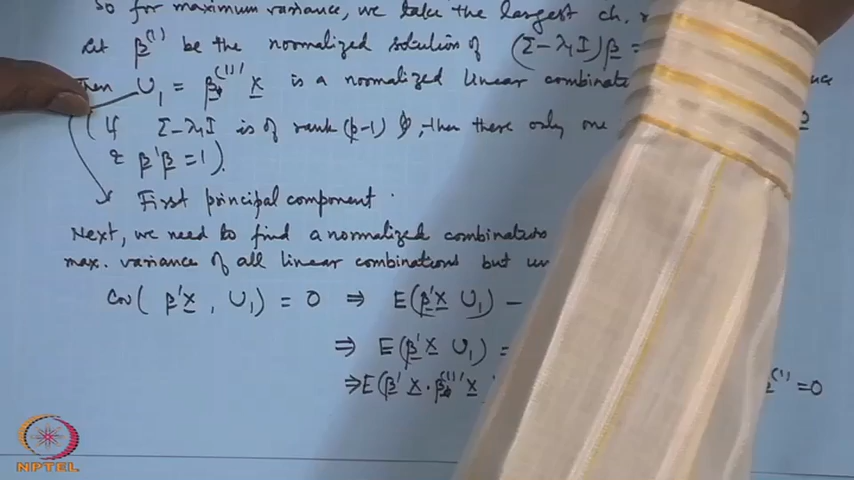 So for maximum variance, we take the largest ch.
Let β^(1) be the normalized solution of (Σ-λ₁I)β =
Then U₁ = β^(1)' X is a normalized linear combinatio
(If Σ-λ₁I is of rank (p-1), then there only one
& β'β = 1).
First principal component.
Next, we need to find a normalized combination
max. variance of all linear combinations but un
Cov( β'X , U₁) = 0 ⇒ E(β'X U₁) -
⇒ E(β'X U₁) =
⇒ E(β'X · β^(1)'X β^(1) = 0
NPTEL